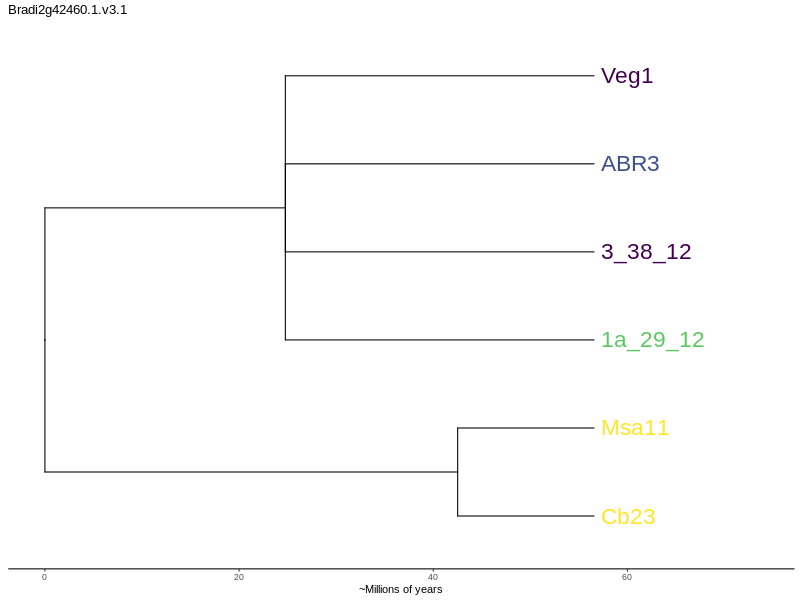 Bradi2g42460.1.v3.1
Veg1
ABR3
3_38_12
1a_29_12
Msa11
Cb23
0 20 40 60
~Millions of years